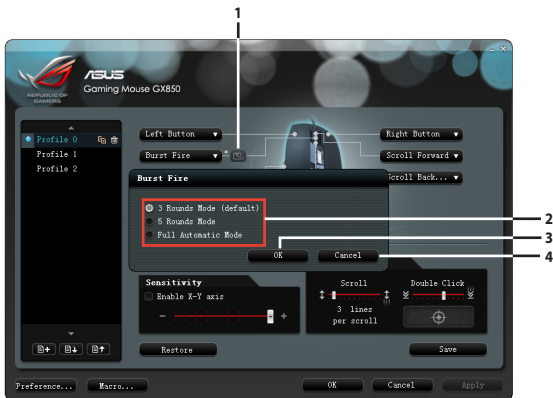 1
REPUBLIC OF
GAMERS
ASUS
Gaming Mouse GX850
Profile 0
Profile 1
Profile 2
Left Button
Right Button
Burst Fire
Scroll Forward
Scroll Back...
Burst Fire
3 Rounds Mode (default)
5 Rounds Mode
Full Automatic Mode
2
OK
Cancel
3
4
Sensitivity
Enable X-Y axis
Scroll
Double Click
3 lines
per scroll
Restore
Save
Preference...
Macro...
OK
Cancel
Apply